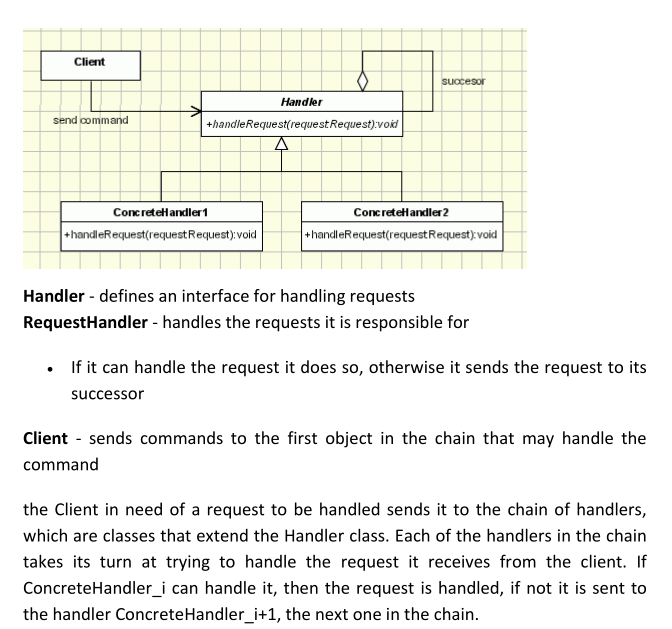 Client
succesor
Handler
send command
+handleRequest(request:Request):void
ConcreteHandler1
ConcreteHandler2
+handleRequest(request:Request):void
+handleRequest(request:Request):void
Handler - defines an interface for handling requests
RequestHandler - handles the requests it is responsible for
• If it can handle the request it does so, otherwise it sends the request to its
successor
Client - sends commands to the first object in the chain that may handle the
command
the Client in need of a request to be handled sends it to the chain of handlers,
which are classes that extend the Handler class. Each of the handlers in the chain
takes its turn at trying to handle the request it receives from the client. If
ConcreteHandler_i can handle it, then the request is handled, if not it is sent to
the handler ConcreteHandler_i+1, the next one in the chain.